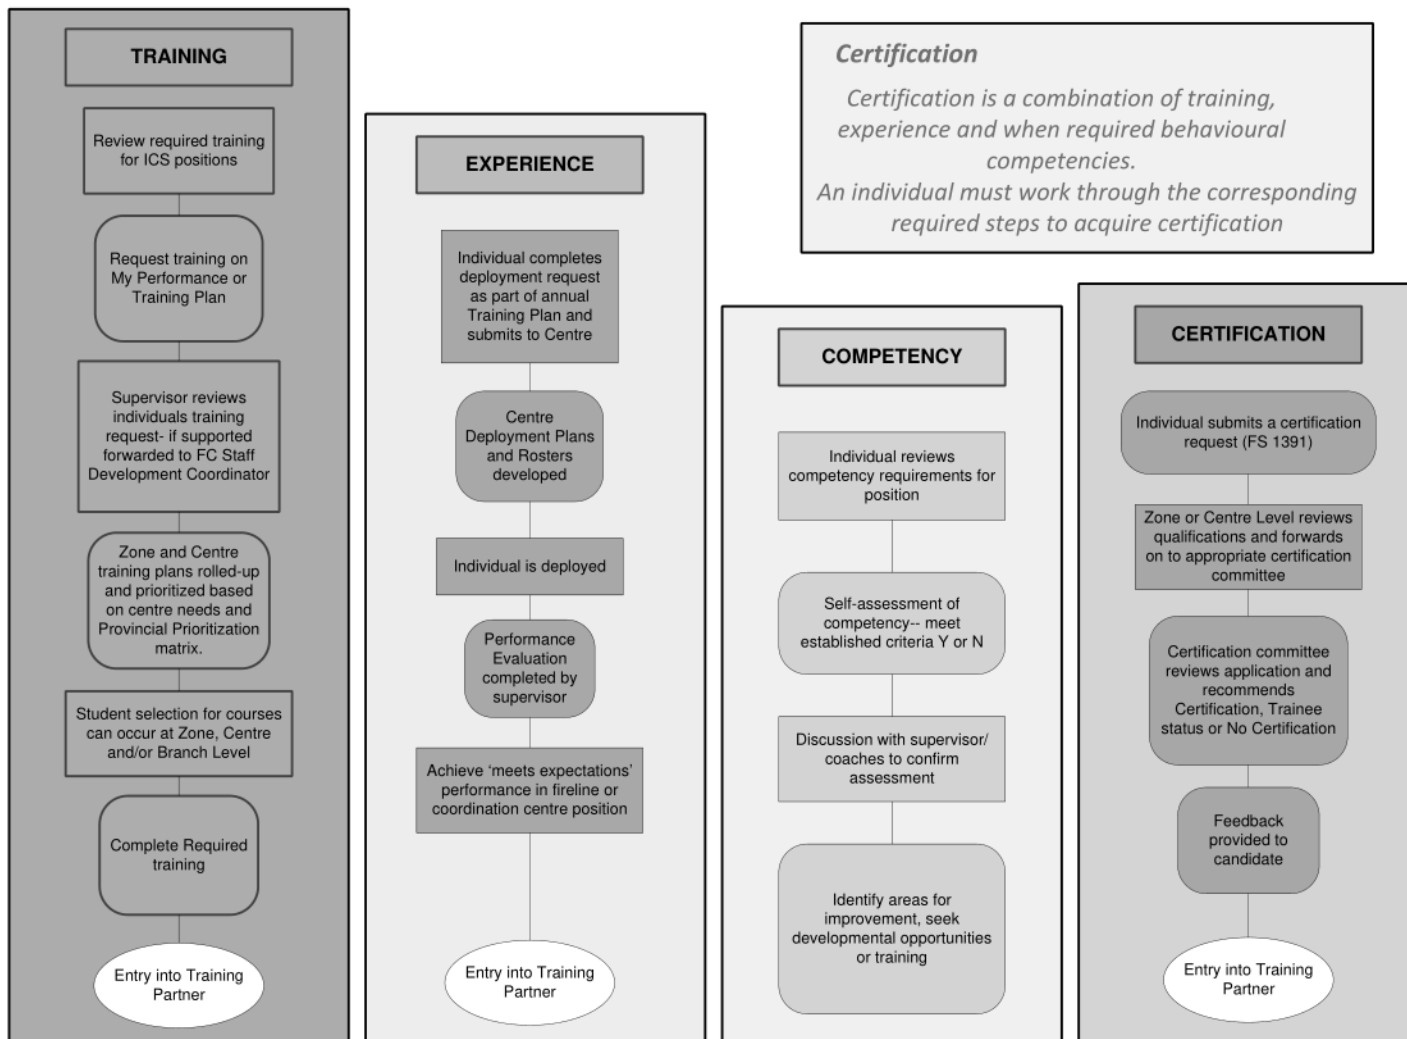 TRAINING
Review required training
for ICS positions
Request training on
My Performance or
Training Plan
Supervisor reviews
individuals training
request- if supported
forwarded to FC Staff
Development Coordinator
Zone and Centre
training plans rolled-up
and prioritized based
on centre needs and
Provincial Prioritization
matrix.
Student selection for courses
can occur at Zone, Centre
and/or Branch Level
Complete Required
training
Entry into Training
Partner
EXPERIENCE
Individual completes
deployment request
as part of annual
Training Plan and
submits to Centre
Centre
Deployment Plans
and Rosters
developed
Individual is deployed
Performance
Evaluation
completed by
supervisor
Achieve ‘meets expectations’
performance in fireline or
coordination centre position
Entry into Training
Partner
Certification
Certification is a combination of training,
experience and when required behavioural
competencies.
An individual must work through the corresponding
required steps to acquire certification
COMPETENCY
Individual reviews
competency requirements for
position
Self-assessment of
competency-- meet
established criteria Y or N
Discussion with supervisor/
coaches to confirm
assessment
Identify areas for
improvement, seek
developmental opportunities
or training
CERTIFICATION
Individual submits a certification
request (FS 1391)
Zone or Centre Level reviews
qualifications and forwards
on to appropriate certification
committee
Certification committee
reviews application and
recommends
Certification, Trainee
status or No Certification
Feedback
provided to
candidate
Entry into Training
Partner